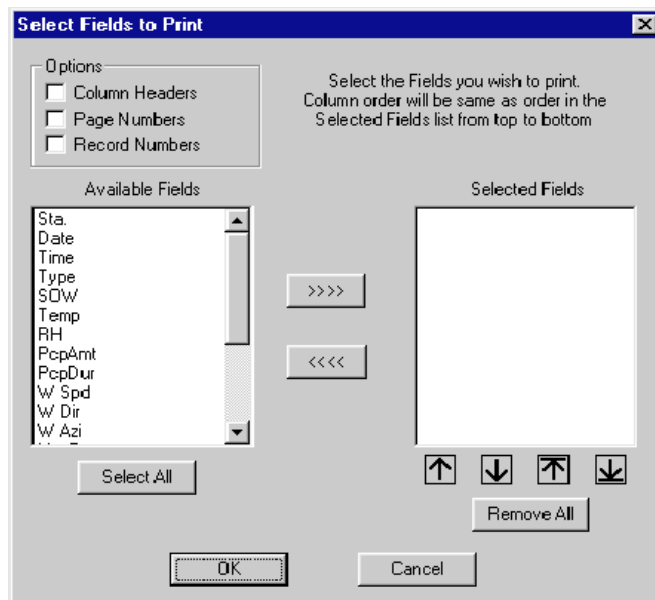 Select Fields to Print
Options
Column Headers
Page Numbers
Record Numbers
Select the Fields you wish to print.
Column order will be same as order in the
Selected Fields list from top to bottom
Available Fields
Sta.
Date
Time
Type
SOW
Temp
RH
PcpAmt
PcpDur
W Spd
W Dir
W Azi
>>>>
<<<<
Selected Fields
Select All
Remove All
OK
Cancel